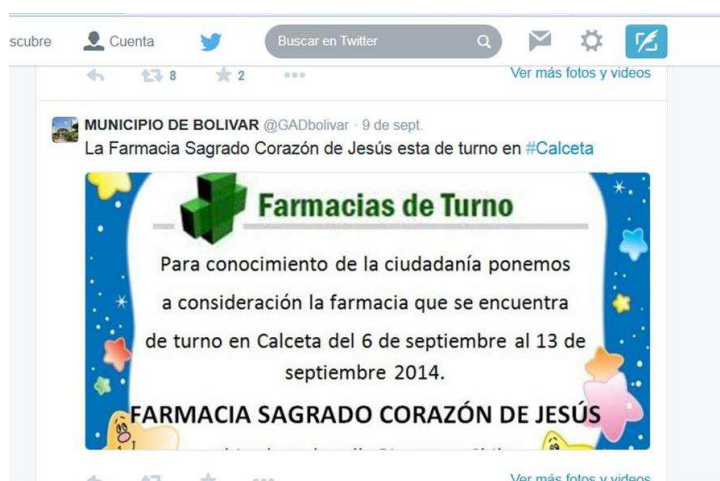 scubre Cuenta Buscar en Twitter
8 2 Ver más fotos y videos
MUNICIPIO DE BOLIVAR @GADbolivar · 9 de sept.
La Farmacia Sagrado Corazón de Jesús esta de turno en #Calceta
Farmacias de Turno
Para conocimiento de la ciudadanía ponemos
a consideración la farmacia que se encuentra
de turno en Calceta del 6 de septiembre al 13 de
septiembre 2014.
FARMACIA SAGRADO CORAZÓN DE JESÚS
Ver más fotos y videos